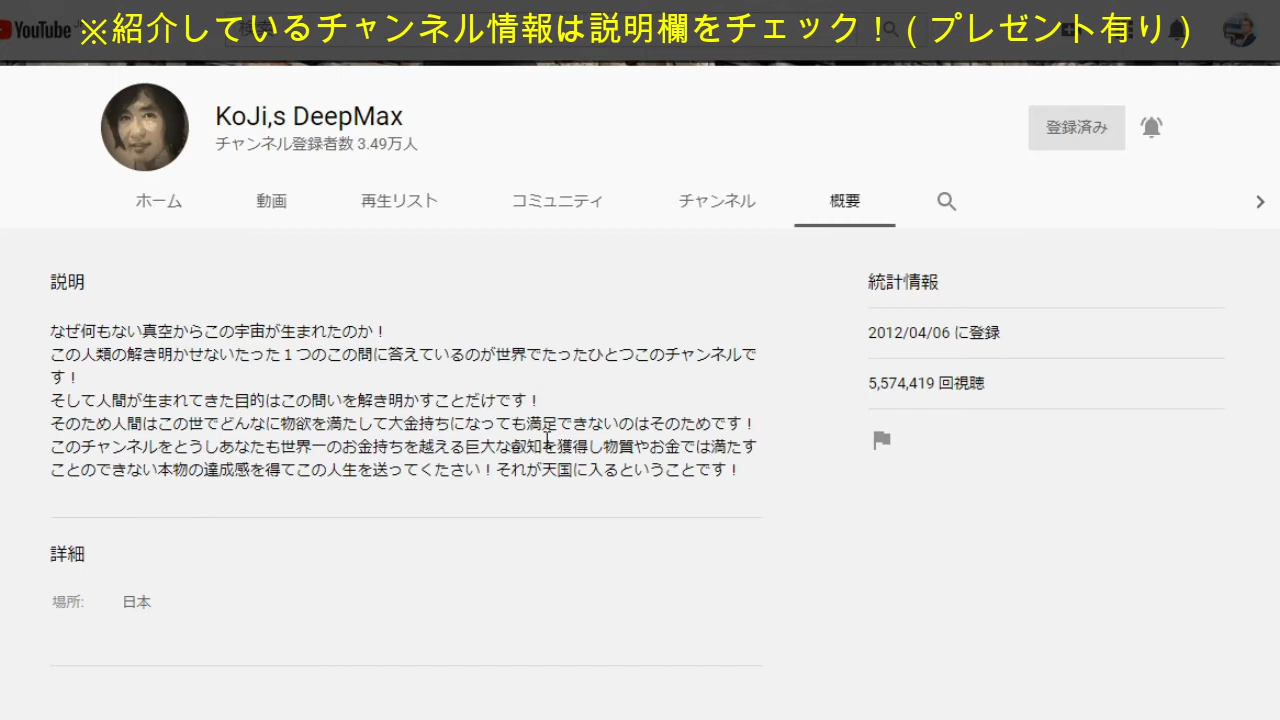 YouTube
※紹介しているチャンネル情報は説明欄をチェック！（プレゼント有り）
検索
KoJi,s DeepMax
チャンネル登録者数 3.49万人
登録済み
ホーム 動画 再生リスト コミュニティ チャンネル 概要
説明
なぜ何もない真空からこの宇宙が生まれたのか！
この人類の解き明かせないたった１つのこの問に答えているのが世界でたったひとつこのチャンネルで
す！
そして人間が生まれてきた目的はこの問いを解き明かすことだけです！
そのため人間はこの世でどんなに物欲を満たして大金持ちになっても満足できないのはそのためです！
このチャンネルをとうしあなたも世界一のお金持ちを越える巨大な叡知を獲得し物質やお金では満たす
ことのできない本物の達成感を得てこの人生を送ってください！それが天国に入るということです！
詳細
場所: 日本
統計情報
2012/04/06 に登録
5,574,419 回視聴